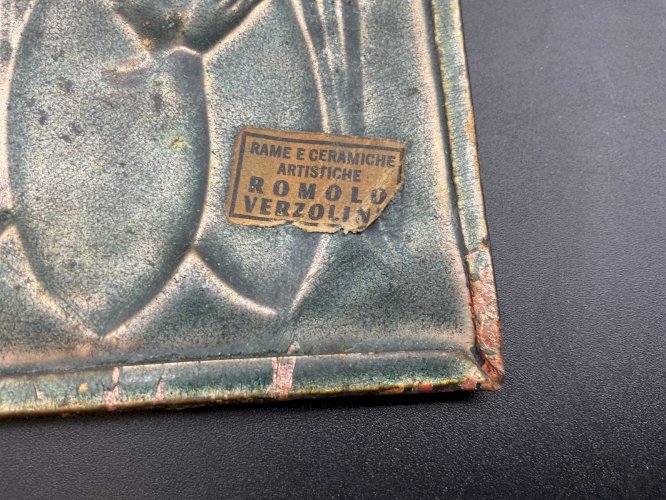 RAME E CERAMICHE
ARTISTICHE
ROMOLO
VERZOLIN